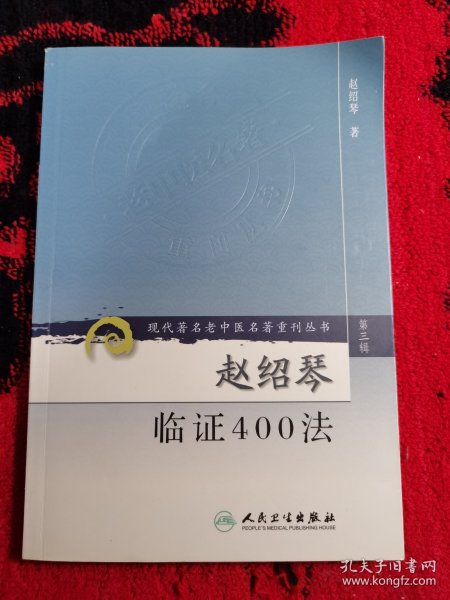 赵绍琴 著
现代著名老中医名著重刊丛书
第三辑
赵绍琴
临证400法
人民卫生出版社
PEOPLE'S MEDICAL PUBLISHING HOUSE
孔夫子旧书网
www.kongfz.com